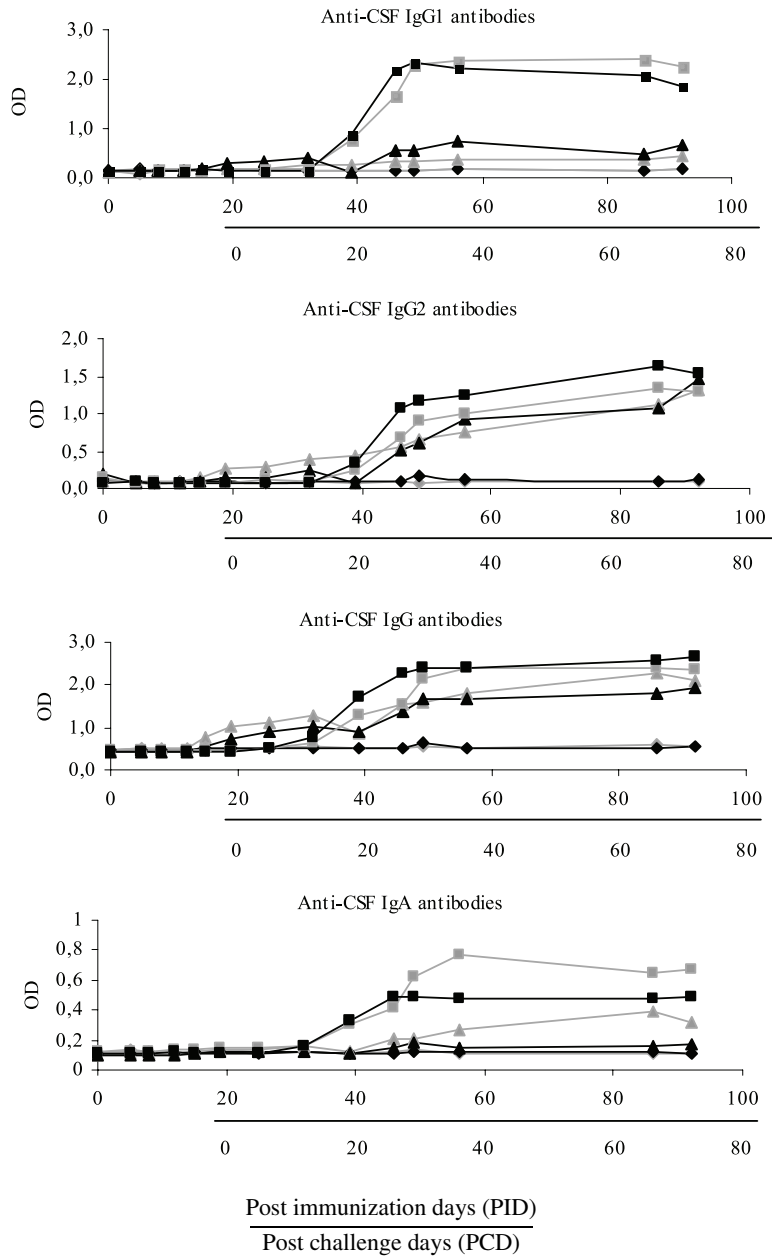 Anti-CSF IgG1 antibodies
3,0
2,0
OD
1,0
0,0
0 20 40 60 80 100
0 20 40 60 80
Anti-CSF IgG2 antibodies
2,0
1,5
OD
1,0
0,5
0,0
0 20 40 60 80 100
0 20 40 60 80
Anti-CSF IgG antibodies
3,0
2,0
OD
1,0
0,0
0 20 40 60 80 100
0 20 40 60 80
Anti-CSF IgA antibodies
1
0,8
0,6
OD
0,4
0,2
0
0 20 40 60 80 100
0 20 40 60 80
Post immunization days (PID)
Post challenge days (PCD)